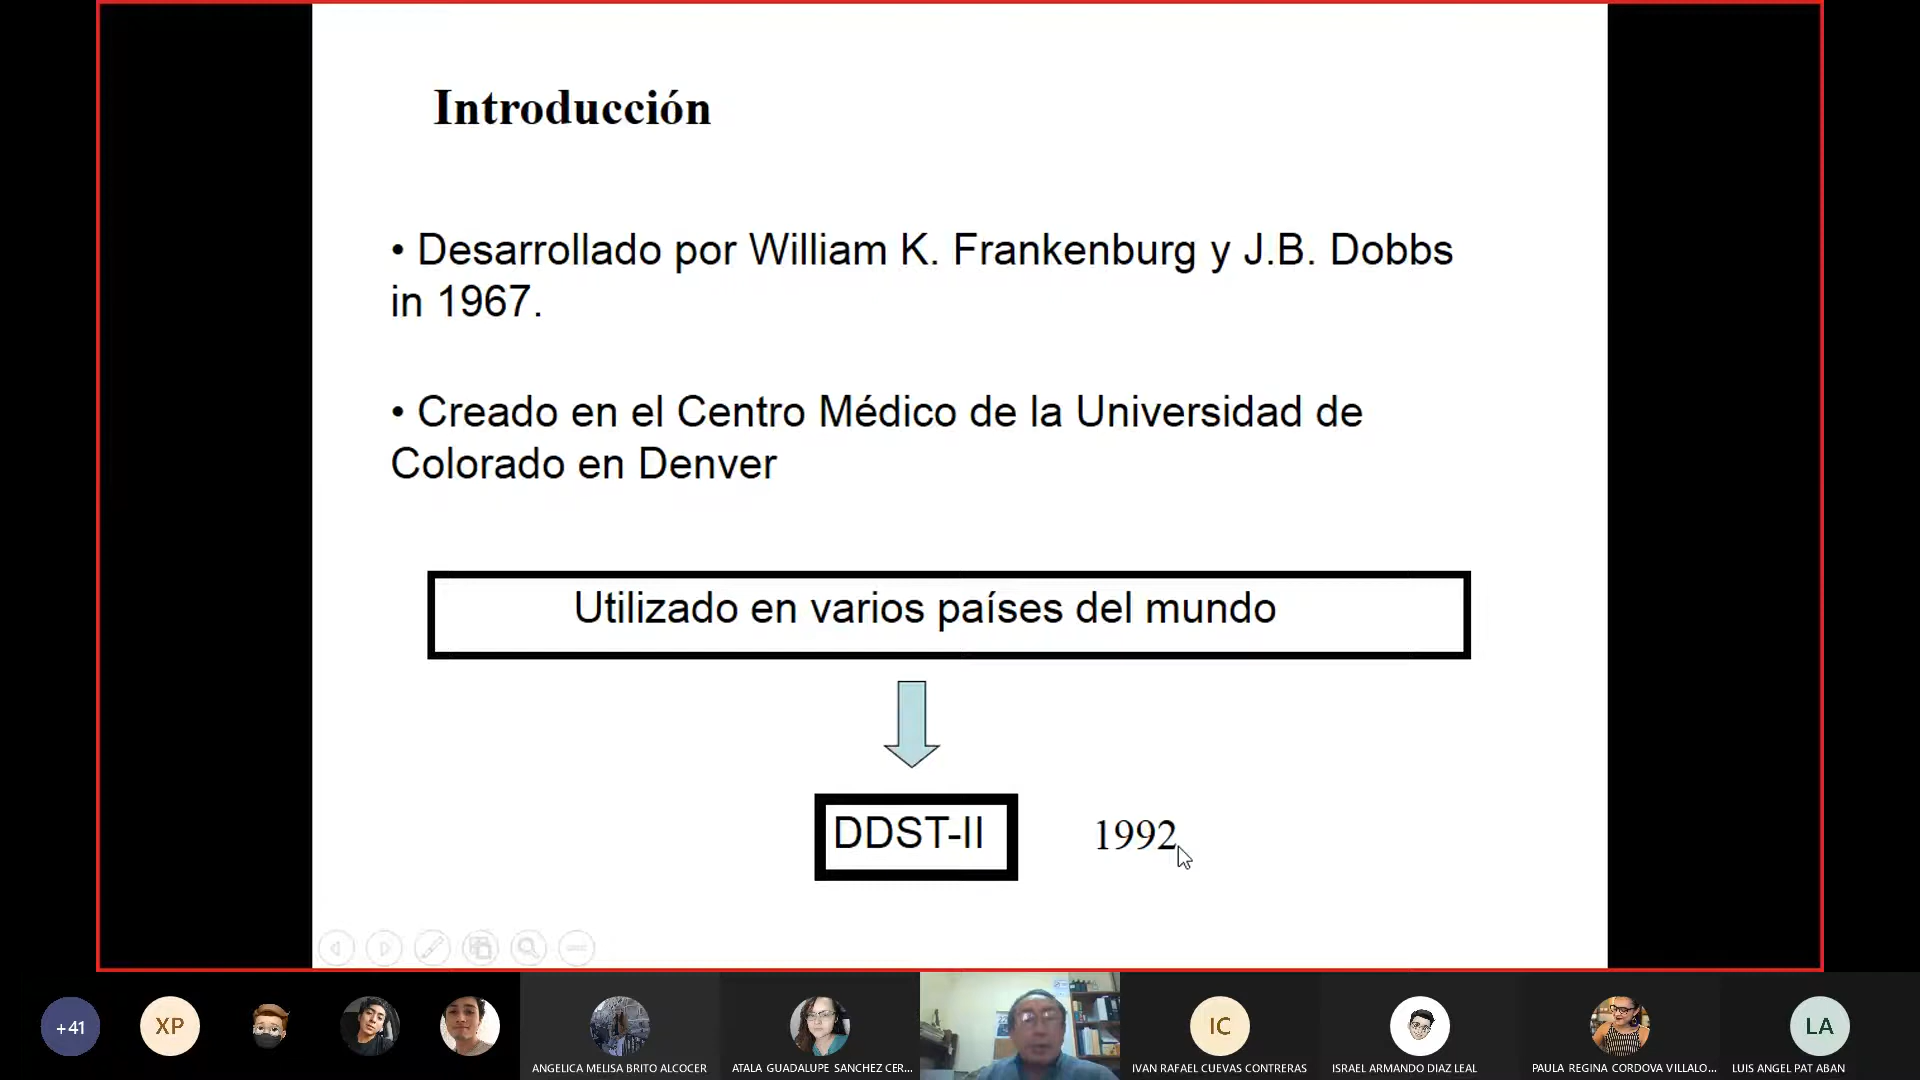 Introducción
• Desarrollado por William K. Frankenburg y J.B. Dobbs
in 1967.
• Creado en el Centro Médico de la Universidad de
Colorado en Denver
Utilizado en varios países del mundo
DDST-II
1992
+41
XP
IC
LA
ANGELICA MELISA BRITO ALCOCER
ATALA GUADALUPE SANCHEZ CER...
IVAN RAFAEL CUEVAS CONTRERAS
ISRAEL ARMANDO DIAZ LEAL
PAULA REGINA CORDOVA VILLALO...
LUIS ANGEL PAT ABAN